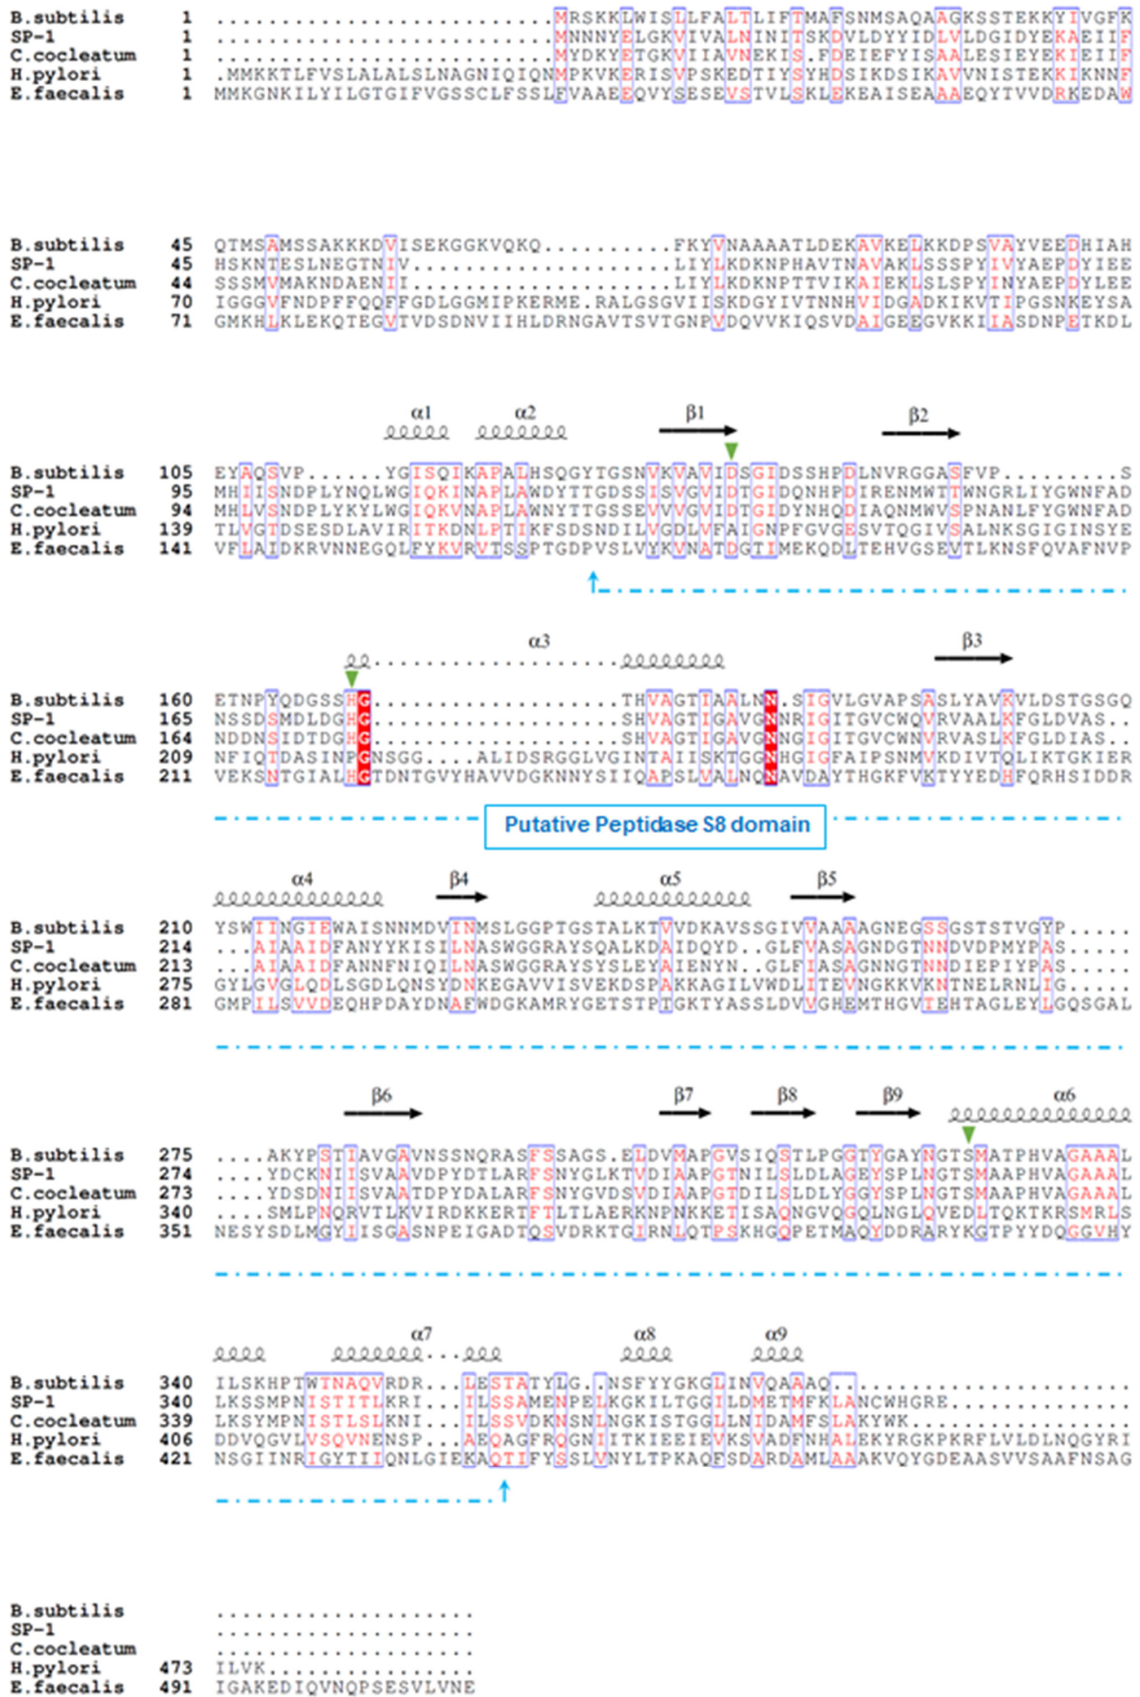 B.subtilis 1 ..........................MRSKKLWISLLFALTLIFTMAFSNMSAQAAGKSSTEKKYIVGFK
SP-1 1 ..........................MNNNYELGKVIVALNINITSKDVLDYYIDLVLDGIDYEKAEIIF
C.cocleatum 1 ..........................MYDKYETGKVIVAVNEKIS.FDEIEFYISAALESIEYEKIEIIF
H.pylori 1 .MMKKTLFVSLALALSLNAGNIQIQNMPKVKERISVPSKEDTIYSYHDSIKDSIKAVVNISTEKKIKNNF
E.faecalis 1 MMKGNKILYILGTGIFVGSSCLFSSLFVAAEEQVYSESEVSTVLSKLEKEAISEAAAEQYTVVDRKEDAW
B.subtilis 45 QTMSAMSSAKKKDVISEKGGKVQKQ..........FKYVNAAAATLDEKAVKELKKDPSVAYVEEDHIAH
SP-1 45 HSKNTESLNEGTNIV....................LIYLKDKNPHAVTNAVAKLSSSPYIVYAEPDYIEE
C.cocleatum 44 SSSMVMAKNDAENII....................LIYLKDKNPTTVIKAIEKLSLSPYINYAEPDYLEE
H.pylori 70 IGGGVFNDPFFQQFFGDLGGMIPKERME.RALGSGVIISKDGYIVTNNHVIDGADKIKVTIPGSNKEYSA
E.faecalis 71 GMKHLKLEKQTEGVTVDSDNVIIHLDRNGAVTSVTGNPVDQVVKIQSVDAIGEEGVKKIIASDNPETKDL
α1 α2 β1 β2
B.subtilis 105 EYAQSVP......YGISQIKAPALHSQGYTGSNVKVAVIDSGIDSSHPDLNVRGGASFVP..........S
SP-1 95 MHIISNDPLYNQLWGIQKINAPLAWDYTTGDSSISVGVIDTGIDQNHPDIRENMWTTWNGRLIYGWNFAD
C.cocleatum 94 MHLVSNDPLYKYLWGIQKVNAPLAWNYTTGSSEVVVGVIDTGIDYNHQDIAQNMWVSPNANLFYGWNFAD
H.pylori 139 TLVGTDSESDLAVIRITKDNLPTIKFSDSNDILVGDLVFAIGNPFGVGESVTQGIVSALNKSGIGINSYE
E.faecalis 141 VFLAIDKRVNNEGQLFYKVRVTSSPTGDPVSLVYKVNATDGTIMEKQDLTEHVGSEVTLKNSFQVAFNVP
α3 β3
B.subtilis 160 ETNPYQDGSSHG...................THVAGTIAALNN.SIGVLGVAPSASLYAVKVLDSTGSGQ
SP-1 165 NSSDSMDLDGHG...................SHVAGTIGAVGNNRIGITGVCWQVRVAALKFGLDVAS..
C.cocleatum 164 NDDNSIDTDGHG...................SHVAGTIGAVGNNGIGITGVCWNVRVASLKFGLDIAS..
H.pylori 209 NFIQTDASINPGNSGG....ALIDSRGGLVGINTAIISKTGGNHGIGFAIPSNMVKDIVTQLIKTGKIER
E.faecalis 211 VEKSNTGIALHGTDNTGVYHAVVDGKNNYSIIQAPSLVALNQNAVDAYTHGKFVKTYYEDHFQRHSIDDR
Putative Peptidase S8 domain
α4 β4 α5 β5
B.subtilis 210 YSWIINGIEWAISNNMDVINMSLGGPTGSTALKTVVDKAVSSGIVVAAAAGNEGSSGSTSTVGYP.....
SP-1 214 ...AIAAIDFANYYKISILNASWGGRAYSQALKDAIDQYD..GLFVASAGNDGTNNDVDPMYPAS.....
C.cocleatum 213 ...AIAAIDFANNFNIQILNASWGGRAYSYSLEYAIENYN..GLFIASAGNNGTNNDIEPIYPAS.....
H.pylori 275 GYLGVGLQDLSGDLQNSYDNKEGAVVISVEKDSPAKKAGILVWDLITEVNGKKVKNTNELRNLIG.....
E.faecalis 281 GMPILSVVDEQHPDAYDNAFWDGKAMRYGETSTPTGKTYASSLDVVGHEMTHGVTEHTAGLEYLGQSGAL
β6 β7 β8 β9 α6
B.subtilis 275 ....AKYPSTIAVGAVNSSNQRASFSSAGS.ELDVMAPGVSIQSTLPGGTYGAYNGTSMATPHVAGAAAL
SP-1 274 ....YDCKNIISVAAVDPYDTLARFSNYGLKTVDIAAPGTNILSLDLAGGYSPLNGTSMAAPHVAGAAAL
C.cocleatum 273 ....YDSDNIISVAATDPYDALARFSNYGVDSVDIAAPGTDILSLDLYGGYSPLNGTSMAAPHVAGAAAL
H.pylori 340 ....SMLPNQRVTLKVIRDKKERTFTLTLAERKNPNKKETISAQNGVQGQLNGLQVEDLTQKTKRSMRLS
E.faecalis 351 NESYSDLMGYIISGASNPEIGADTQSVDRKTGIRNLQTPSKHGQPETMAQYDDRARYKGTPYYDQGGVHY
α7 α8 α9
B.subtilis 340 ILSKHPTWTNAQVRDR...LESTATYLG..NSFYYGKGLINVQAAAQ.......................
SP-1 340 LKSSMPNISTITLKRI...ILSSAMENPELKGKILTGGILDMETMFKLANCWHGRE..............
C.cocleatum 339 LKSYMPNISTLSLKNI...ILSSVDKNSNLNGKISTGGLLNIDAMFSLAKYWK.................
H.pylori 406 DDVQGVLVSQVNENSP...AEQAGFRQGNIITKIEEIEVKSVADFNHALEKYRGKPKRFLVLDLNQGYRI
E.faecalis 421 NSGIINRIGYTIIQNLGIEKAQTIFYSSLVNYLTPKAQFSDARDAMLAAAKVQYGDEAASVVSAAFNSAG
B.subtilis ....................
SP-1 ....................
C.cocleatum ....................
H.pylori 473 ILVK................
E.faecalis 491 IGAKEDIQVNQPSESVLVNE